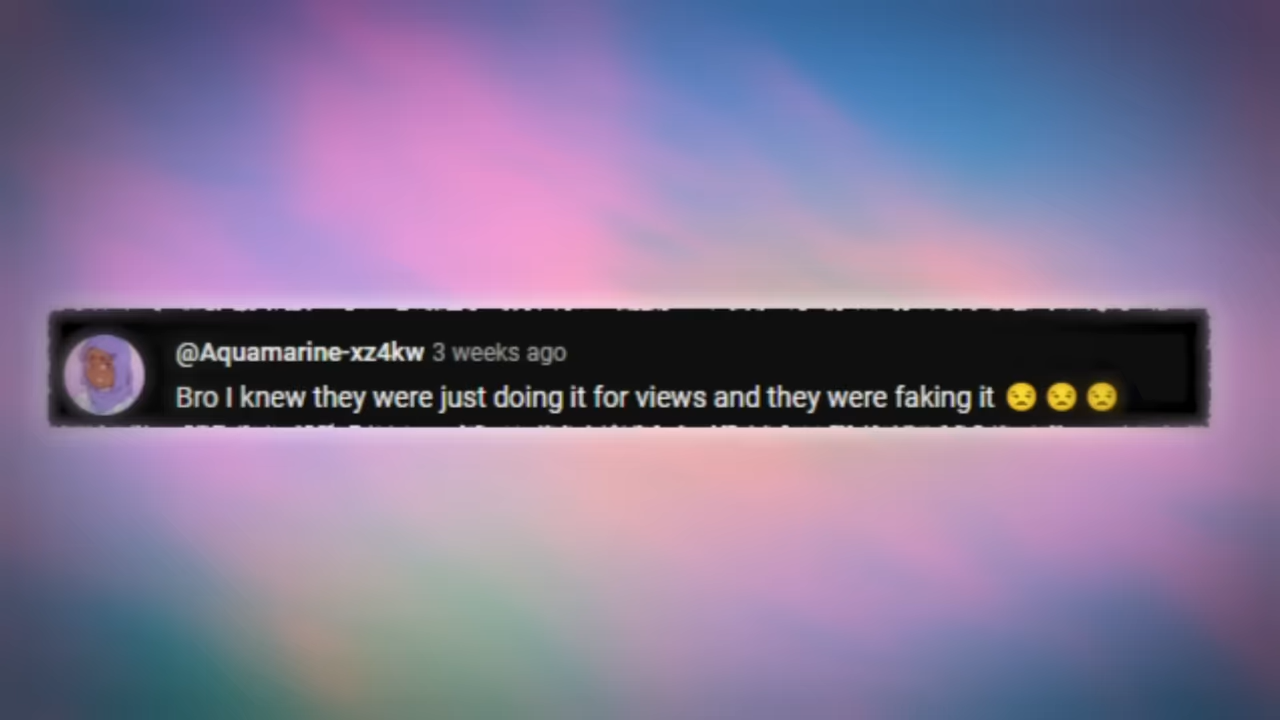 @Aquamarine-xz4kw 3 weeks ago
Bro I knew they were just doing it for views and they were faking it 😒 😒 😒